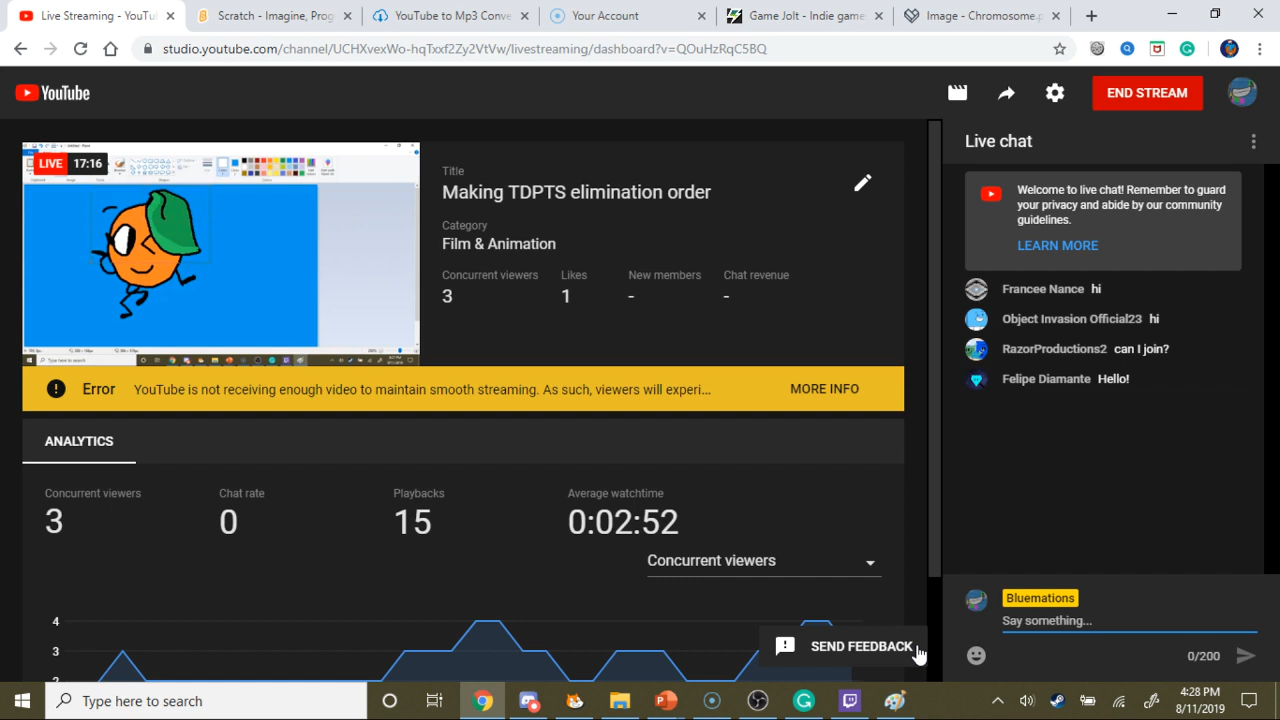 Live Streaming - YouTu
Scratch - Imagine, Prog
YouTube to Mp3 Conve
Your Account
Game Jolt - Indie game
Image - Chromosome.p
studio.youtube.com/channel/UCHXvexWo-hqTxxf2Zy2VtVw/livestreaming/dashboard?v=QOuHzRqC5BQ
YouTube
END STREAM
LIVE 17:16
Title
Making TDPTS elimination order
Category
Film & Animation
Concurrent viewers Likes New members Chat revenue
3 1 - -
Error YouTube is not receiving enough video to maintain smooth streaming. As such, viewers will experi... MORE INFO
ANALYTICS
Concurrent viewers Chat rate Playbacks Average watchtime
3 0 15 0:02:52
Concurrent viewers
4
3
2
SEND FEEDBACK
Live chat
Welcome to live chat! Remember to guard
your privacy and abide by our community
guidelines.
LEARN MORE
Francee Nance hi
Object Invasion Official23 hi
RazorProductions2 can I join?
Felipe Diamante Hello!
Bluemations
Say something...
0/200
Type here to search
4:28 PM
8/11/2019